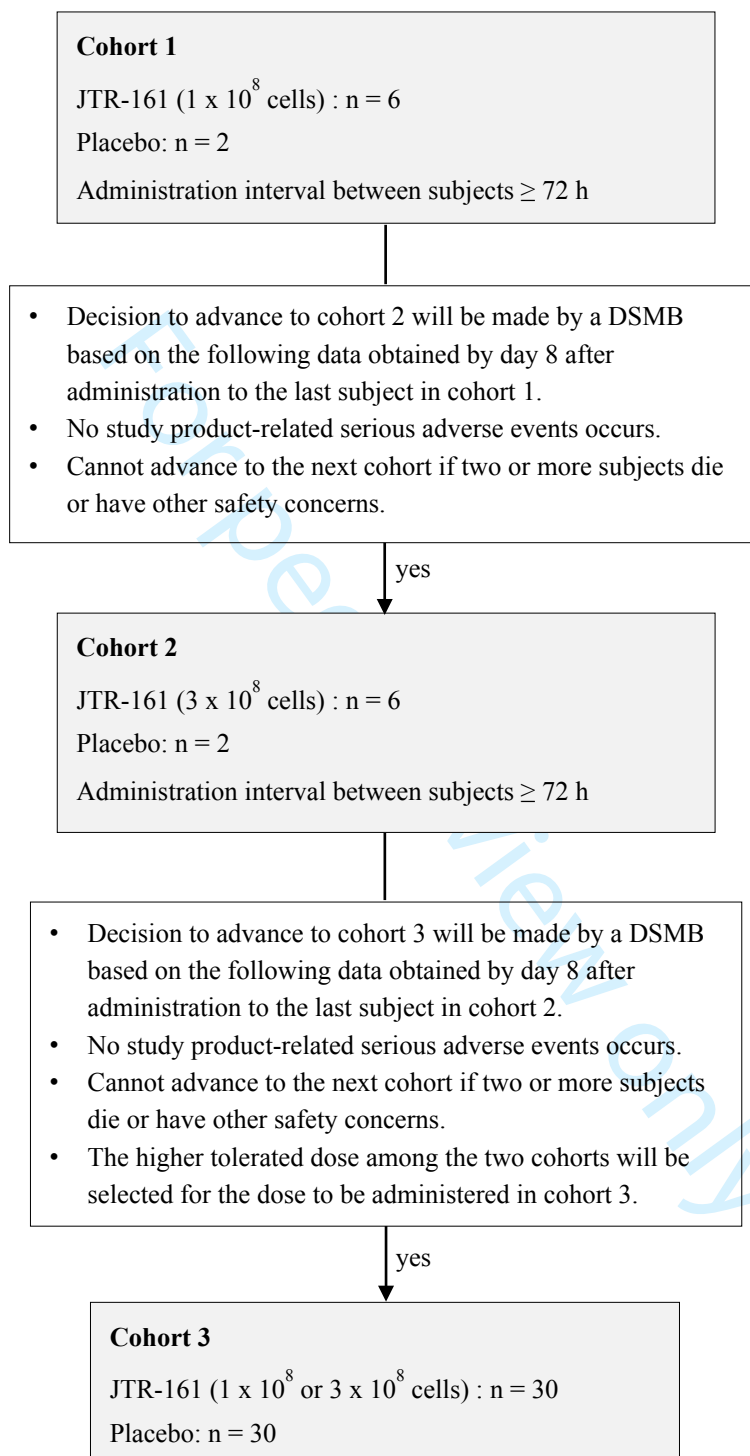 Cohort 1
JTR-161 (1 x 10⁸ cells) : n = 6
Placebo: n = 2
Administration interval between subjects ≥ 72 h
• Decision to advance to cohort 2 will be made by a DSMB
based on the following data obtained by day 8 after
administration to the last subject in cohort 1.
• No study product-related serious adverse events occurs.
• Cannot advance to the next cohort if two or more subjects die
or have other safety concerns.
yes
Cohort 2
JTR-161 (3 x 10⁸ cells) : n = 6
Placebo: n = 2
Administration interval between subjects ≥ 72 h
• Decision to advance to cohort 3 will be made by a DSMB
based on the following data obtained by day 8 after
administration to the last subject in cohort 2.
• No study product-related serious adverse events occurs.
• Cannot advance to the next cohort if two or more subjects
die or have other safety concerns.
• The higher tolerated dose among the two cohorts will be
selected for the dose to be administered in cohort 3.
yes
Cohort 3
JTR-161 (1 x 10⁸ or 3 x 10⁸ cells) : n = 30
Placebo: n = 30
For peer view only